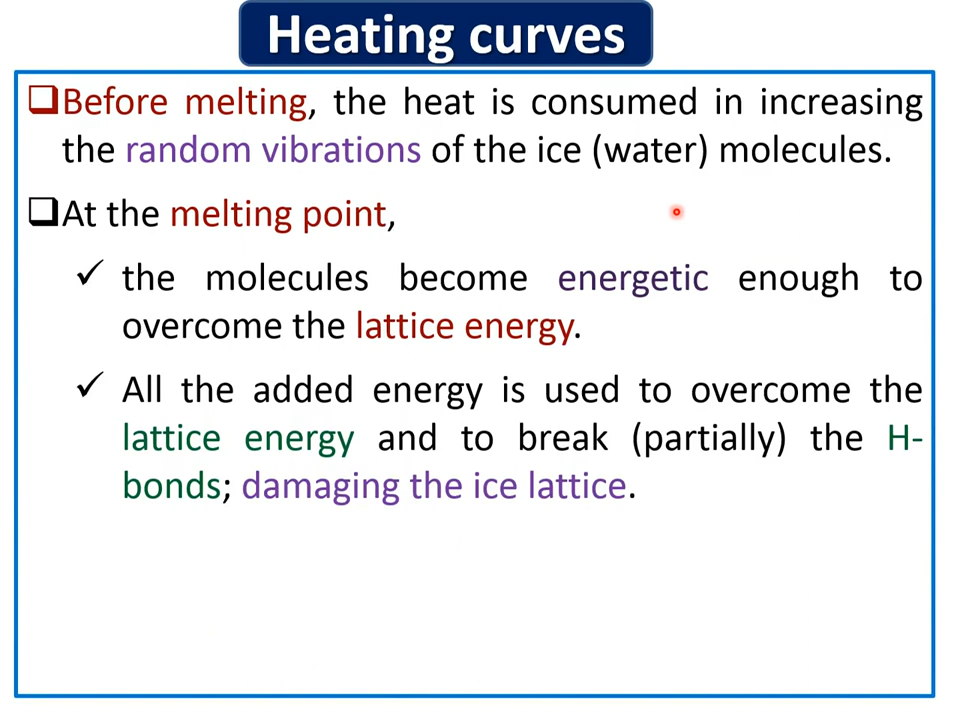 Heating curves
❑Before melting, the heat is consumed in increasing
the random vibrations of the ice (water) molecules.
❑At the melting point,
✓ the molecules become energetic enough to
overcome the lattice energy.
✓ All the added energy is used to overcome the
lattice energy and to break (partially) the H-
bonds; damaging the ice lattice.